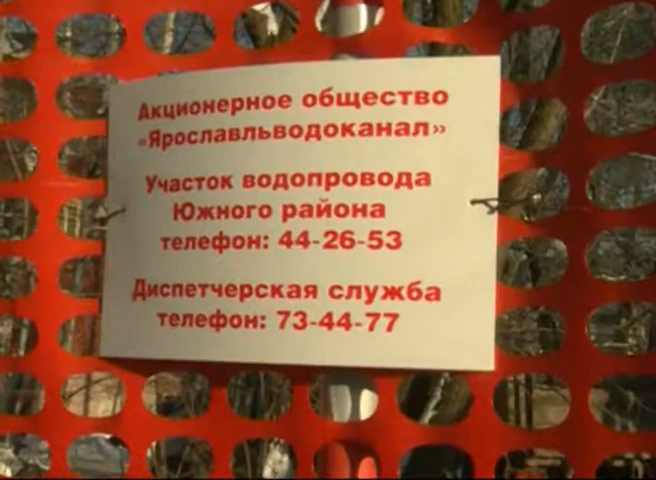 Акционерное общество
«Ярославльводоканал»
Участок водопровода
Южного района
телефон: 44-26-53
Диспетчерская служба
телефон: 73-44-77